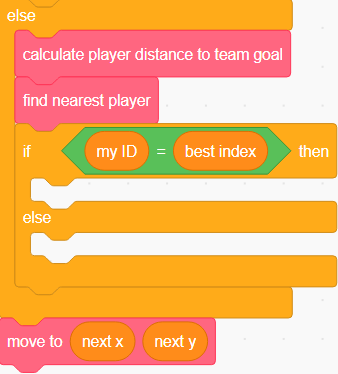 else
calculate player distance to team goal
find nearest player
if my ID = best index then
else
move to next x next y